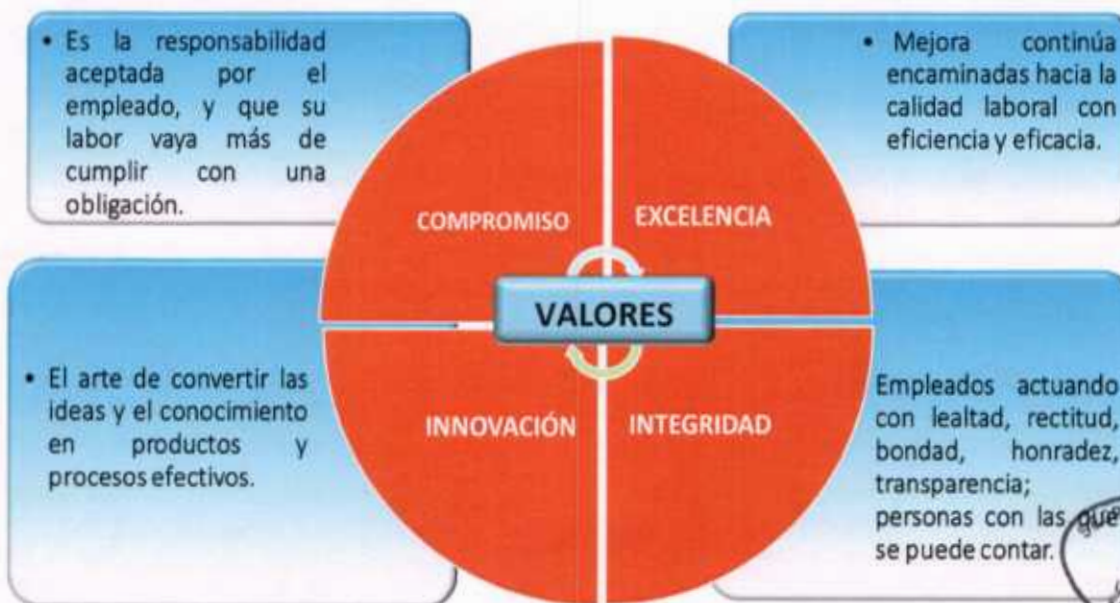 • Es la responsabilidad
aceptada por el
empleado, y que su
labor vaya más de
cumplir con una
obligación.
• Mejora continúa
encaminadas hacia la
calidad laboral con
eficiencia y eficacia.
COMPROMISO
EXCELENCIA
VALORES
INNOVACIÓN
INTEGRIDAD
• El arte de convertir las
ideas y el conocimiento
en productos y
procesos efectivos.
Empleados actuando
con lealtad, rectitud,
bondad, honradez,
transparencia;
personas con las que
se puede contar.